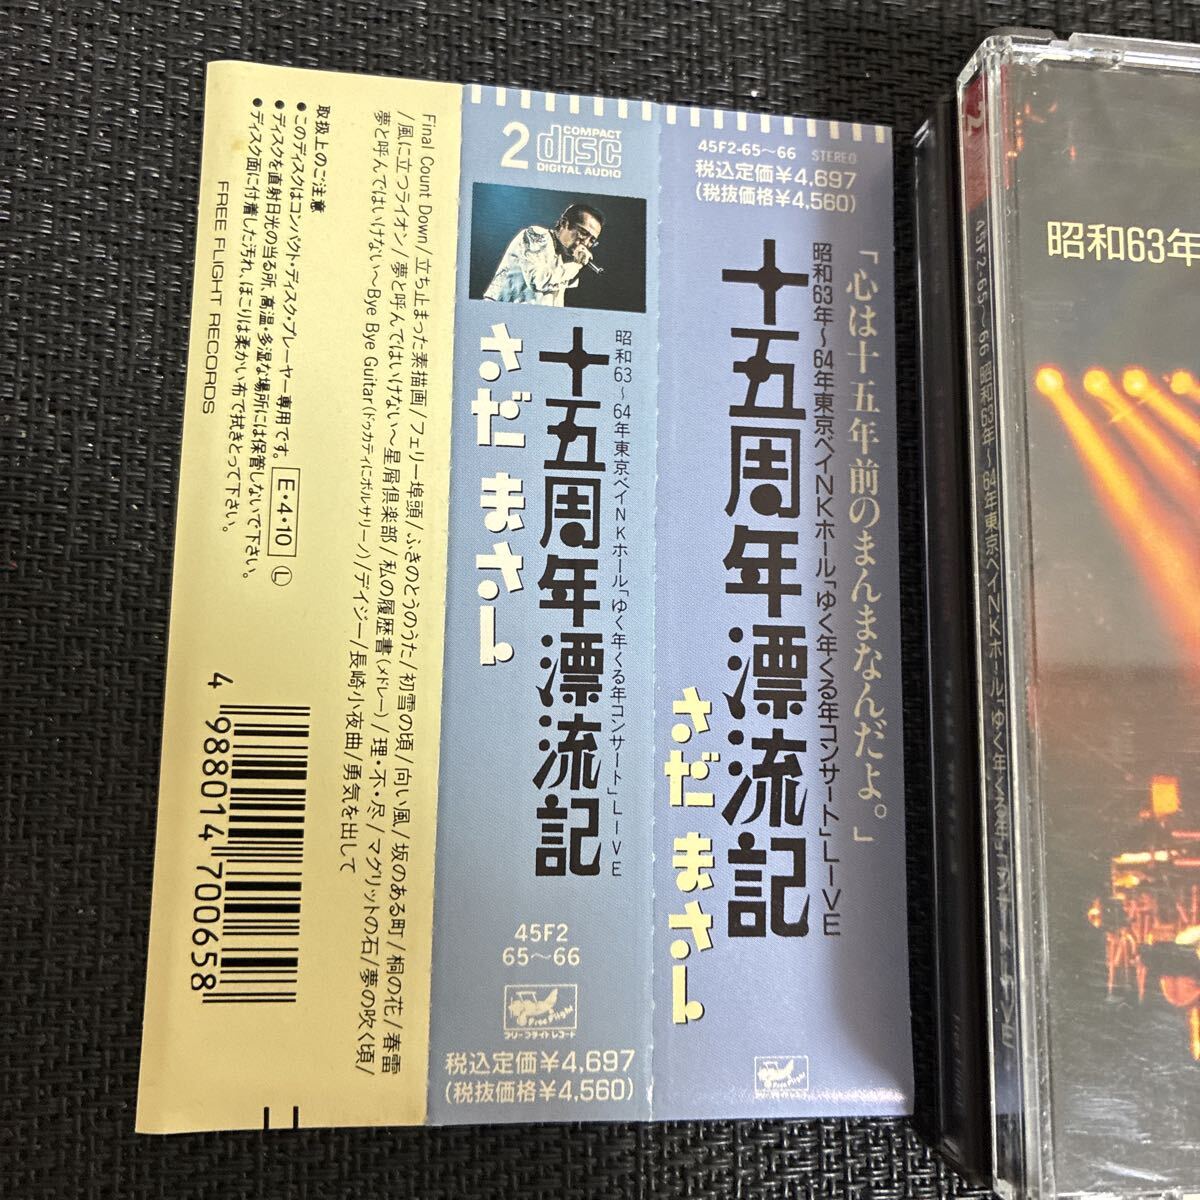 45F2-65〜66 STEREO
税込定価¥4,697
(税抜価格¥4,560)
「心は十五年前のまんまなんだよ。」
昭和63年〜64年東京ベイNKホール「ゆく年くる年コンサート」LIVE
十五周年漂流記
さだまさし
Free Flight
フリーフライトレコード
2
COMPACT
disc
DIGITAL AUDIO
昭和63〜64年東京ベイNKホール「ゆく年くる年コンサート」LIVE
十五周年漂流記
さだまさし
45F2
65〜66
Free Flight
フリーフライトレコード
税込定価¥4,697
(税抜価格¥4,560)
Final Count Down/立ち止まった素描画/フェリー埠頭/ふきのとうのうた/初雪の頃/向い風/坂のある町/桐の花/春雷
/風に立つライオン/夢と呼んではいけない〜星屑倶楽部/私の履歴書(メドレー)/理・不・尽/マグリットの石/夢の吹く頃/
夢と呼んではいけない〜Bye Bye Guitar(ドゥカティにボルサリーノ)/デイジー/長崎小夜曲/勇気を出して
取扱上のご注意
●このディスクはコンパクト・ディスク・プレーヤー専用です。
●ディスクを直射日光の当る所、高温・多湿な場所には保管しないで下さい。
●ディスク面に付着した汚れ、ほこりは柔かい布で拭きとって下さい。
FREE FLIGHT RECORDS
E・4・10
L
4 988014 700658
昭和63年
2
45F2-65〜66 昭和63年〜64年東京ベイNKホール「ゆく年くる年コンサート」LIVE